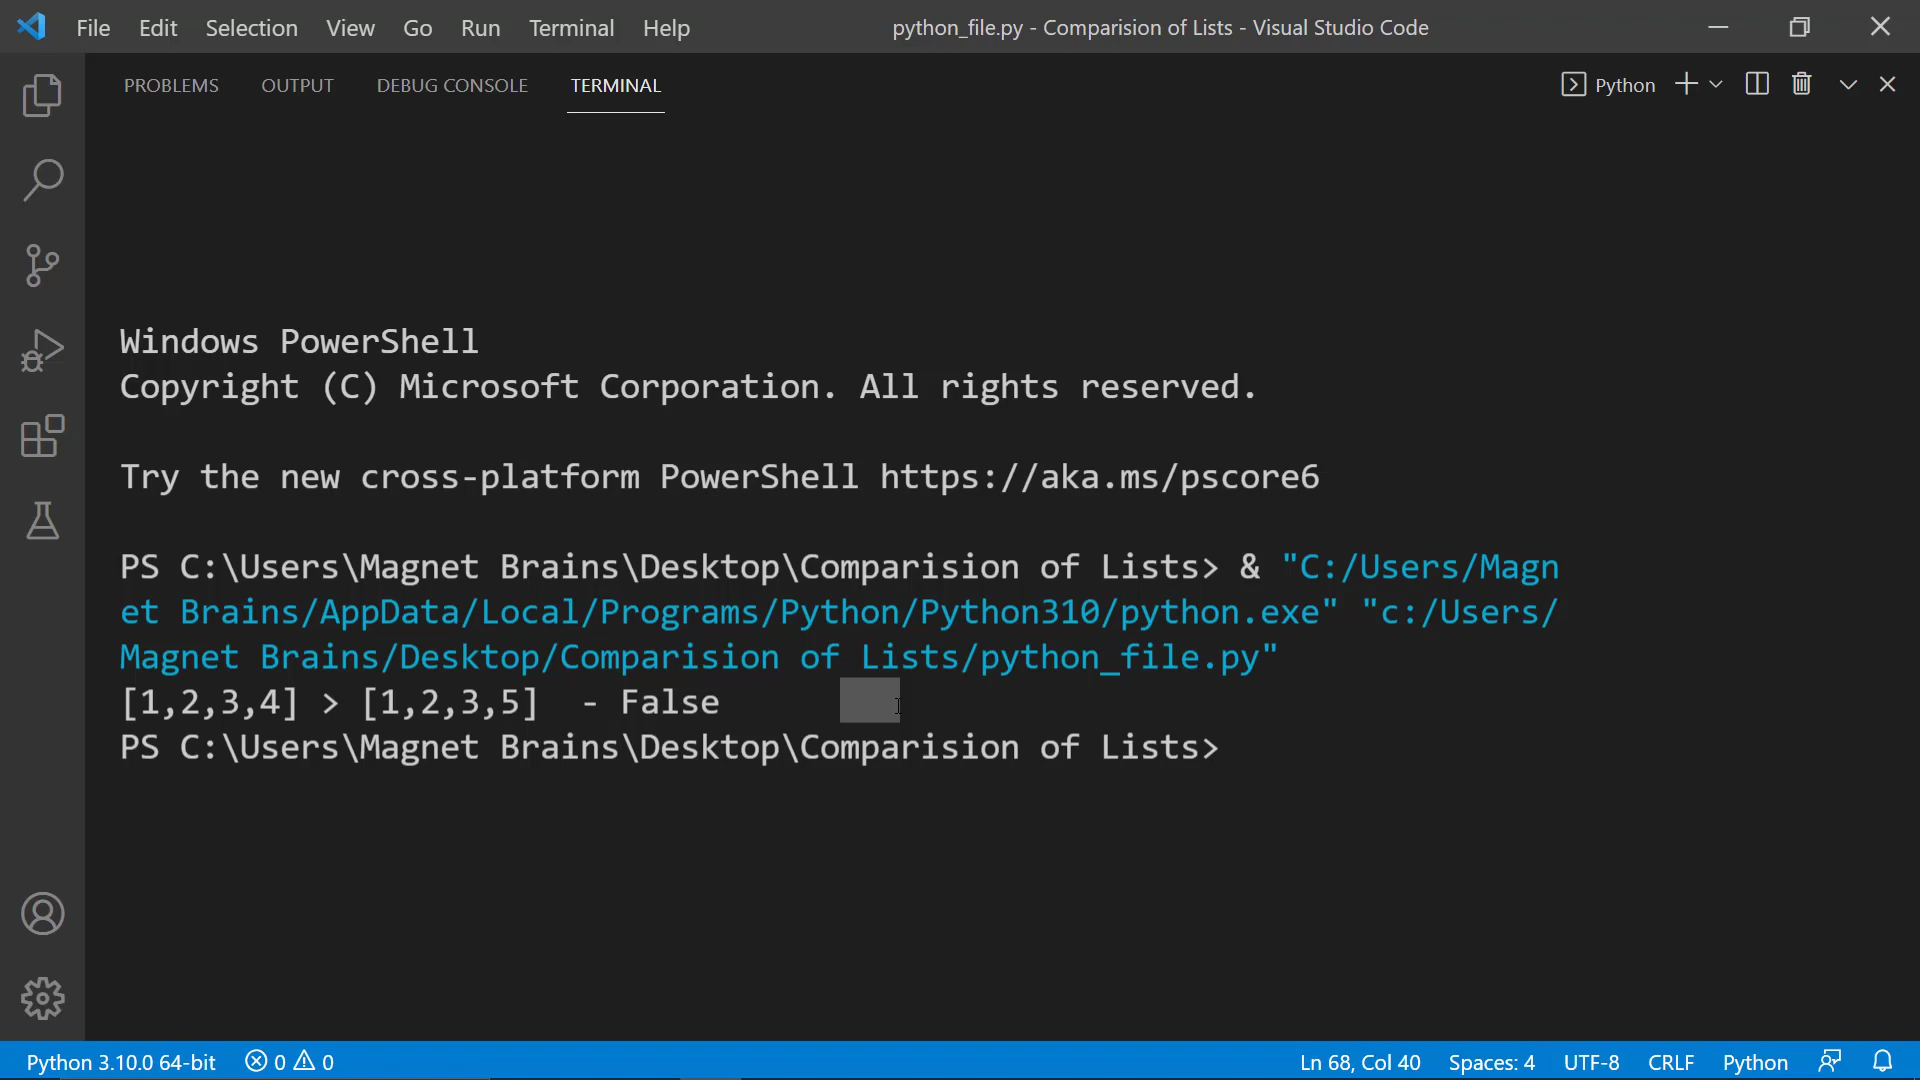 File Edit Selection View Go Run Terminal Help python_file.py - Comparision of Lists - Visual Studio Code
PROBLEMS OUTPUT DEBUG CONSOLE TERMINAL Python
Windows PowerShell
Copyright (C) Microsoft Corporation. All rights reserved.
Try the new cross-platform PowerShell https://aka.ms/pscore6
PS C:\Users\Magnet Brains\Desktop\Comparision of Lists> & "C:/Users/Magn
et Brains/AppData/Local/Programs/Python/Python310/python.exe" "c:/Users/
Magnet Brains/Desktop/Comparision of Lists/python_file.py"
[1,2,3,4] > [1,2,3,5]  - False
PS C:\Users\Magnet Brains\Desktop\Comparision of Lists>
Python 3.10.0 64-bit 0 0 Ln 68, Col 40 Spaces: 4 UTF-8 CRLF Python